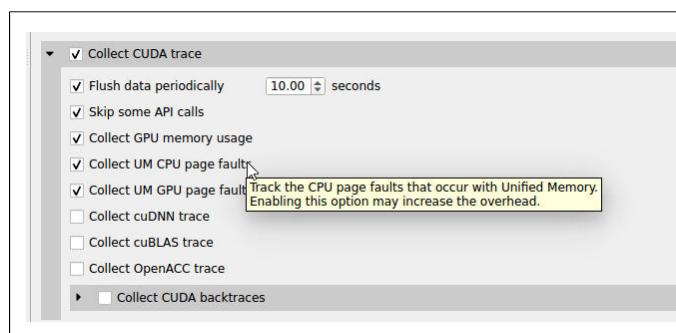 Collect CUDA trace
Flush data periodically 10.00 seconds
Skip some API calls
Collect GPU memory usage
Collect UM CPU page faults
Collect UM GPU page fault
Track the CPU page faults that occur with Unified Memory.
Enabling this option may increase the overhead.
Collect cuDNN trace
Collect cuBLAS trace
Collect OpenACC trace
Collect CUDA backtraces